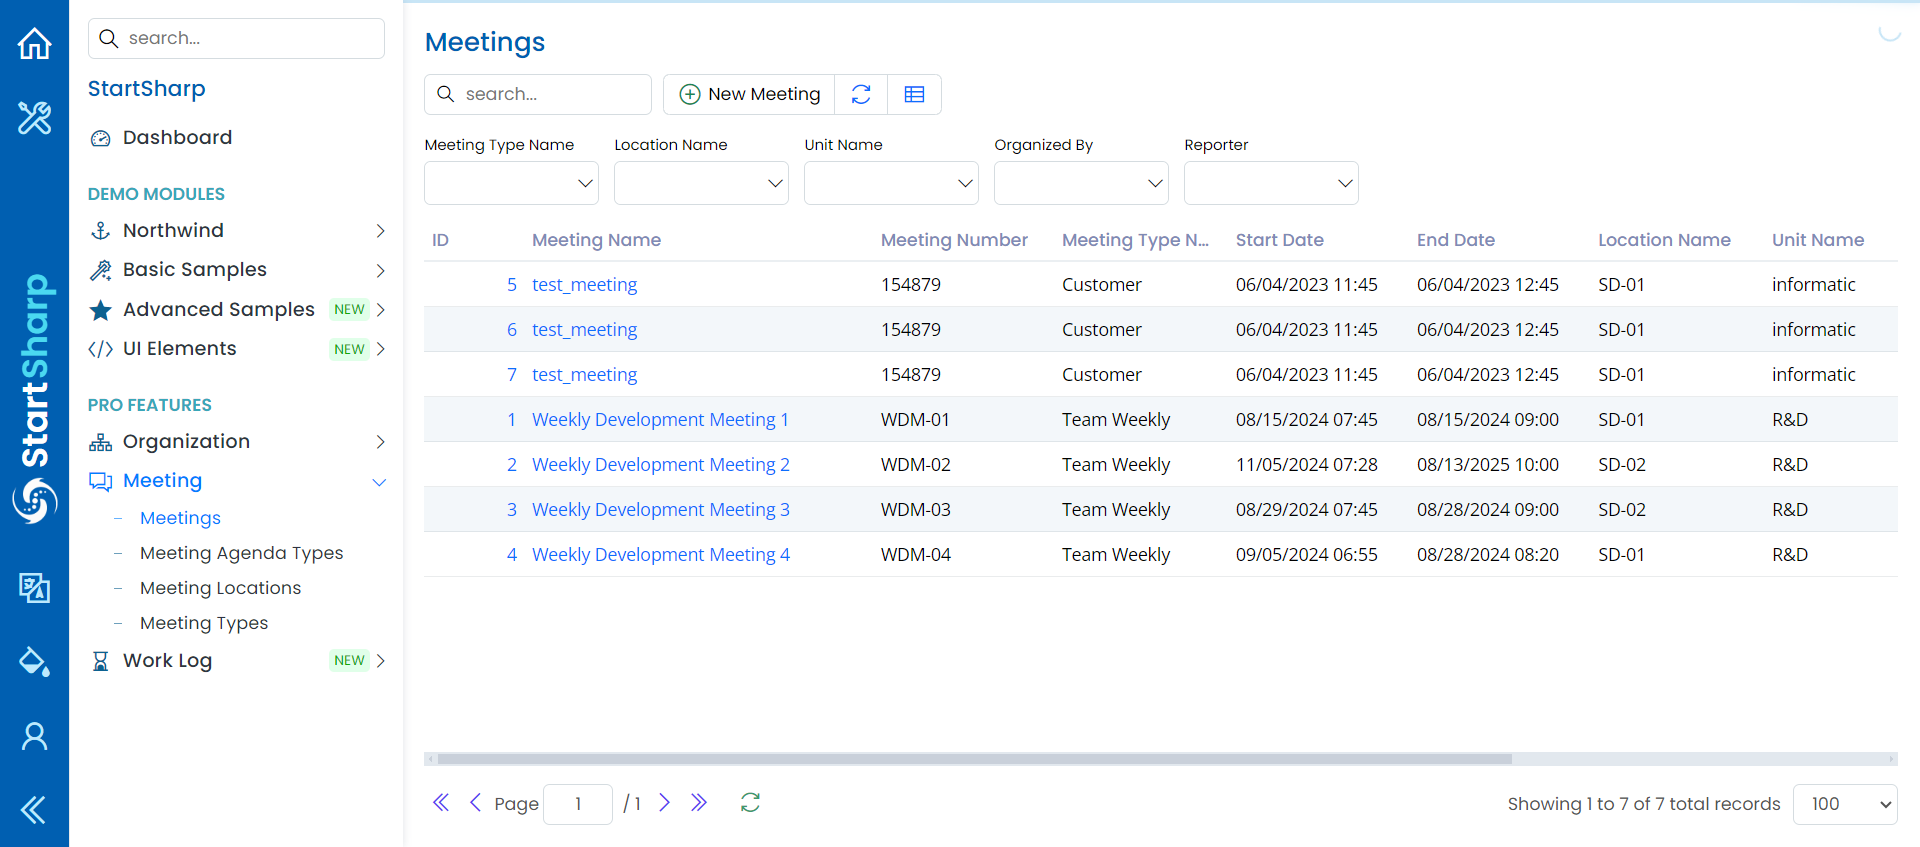 search...
StartSharp
Dashboard
DEMO MODULES
Northwind
Basic Samples
Advanced Samples NEW
UI Elements NEW
PRO FEATURES
Organization
Meeting
Meetings
Meeting Agenda Types
Meeting Locations
Meeting Types
Work Log NEW
StartSharp
Meetings
search...
New Meeting
Meeting Type Name Location Name Unit Name Organized By Reporter
ID Meeting Name Meeting Number Meeting Type N... Start Date End Date Location Name Unit Name
5 test_meeting 154879 Customer 06/04/2023 11:45 06/04/2023 12:45 SD-01 informatic
6 test_meeting 154879 Customer 06/04/2023 11:45 06/04/2023 12:45 SD-01 informatic
7 test_meeting 154879 Customer 06/04/2023 11:45 06/04/2023 12:45 SD-01 informatic
1 Weekly Development Meeting 1 WDM-01 Team Weekly 08/15/2024 07:45 08/15/2024 09:00 SD-01 R&D
2 Weekly Development Meeting 2 WDM-02 Team Weekly 11/05/2024 07:28 08/13/2025 10:00 SD-02 R&D
3 Weekly Development Meeting 3 WDM-03 Team Weekly 08/29/2024 07:45 08/28/2024 09:00 SD-02 R&D
4 Weekly Development Meeting 4 WDM-04 Team Weekly 09/05/2024 06:55 08/28/2024 08:20 SD-01 R&D
Page 1 / 1
Showing 1 to 7 of 7 total records 100